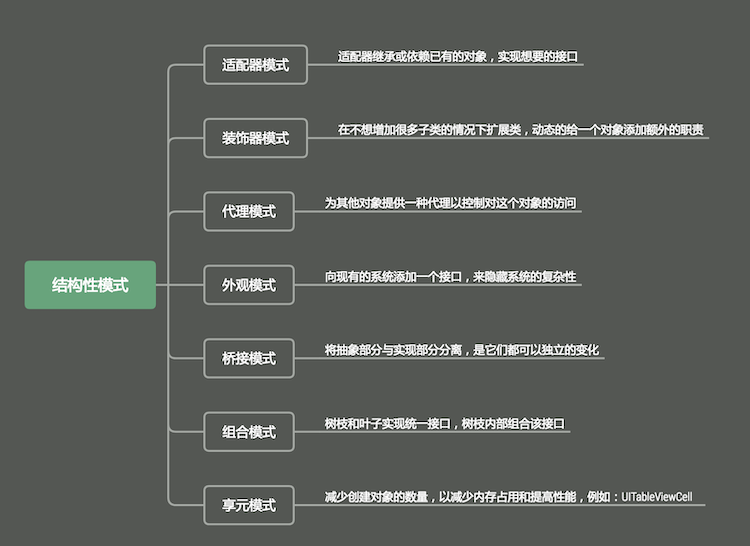 适配器模式
适配器继承或依赖已有的对象，实现想要的接口
装饰器模式
在不想增加很多子类的情况下扩展类，动态的给一个对象添加额外的职责
代理模式
为其他对象提供一种代理以控制对这个对象的访问
结构性模式
外观模式
向现有的系统添加一个接口，来隐藏系统的复杂性
桥接模式
将抽象部分与实现部分分离，是它们都可以独立的变化
组合模式
树枝和叶子实现统一接口，树枝内部组合该接口
享元模式
减少创建对象的数量，以减少内存占用和提高性能，例如：UITableViewCell